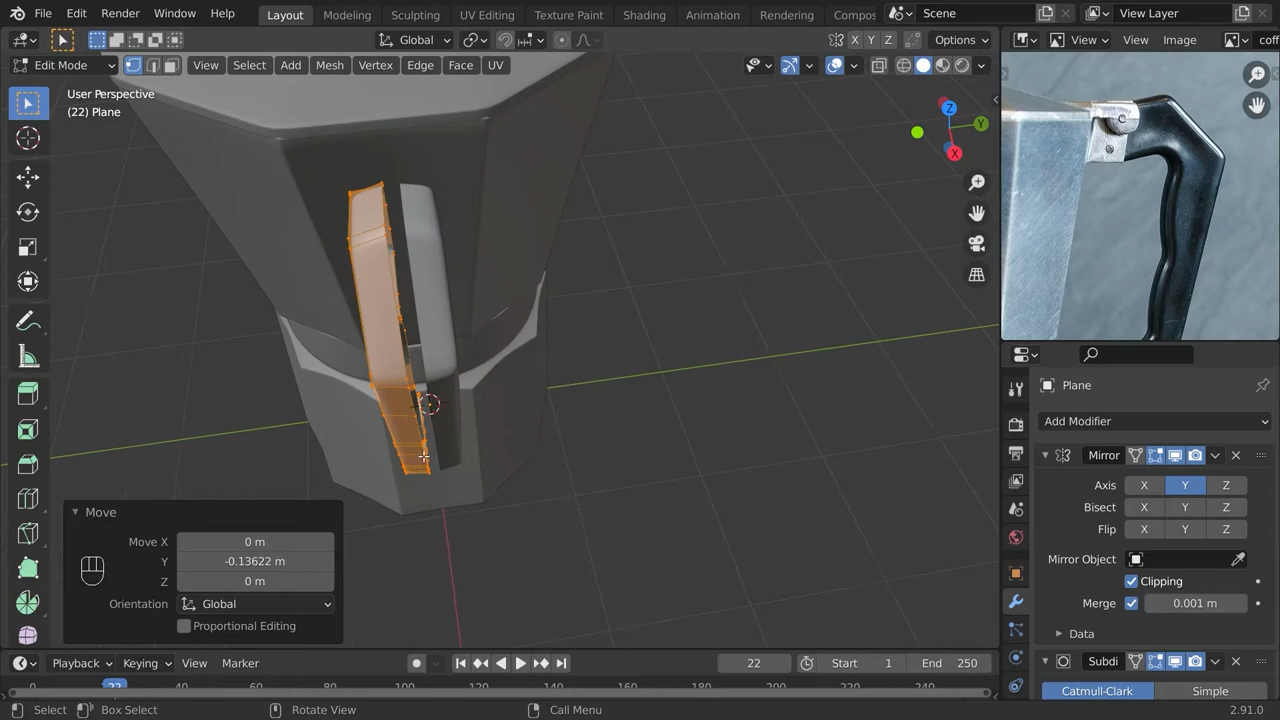 File Edit Render Window Help Layout Modeling Sculpting UV Editing Texture Paint Shading Animation Rendering Compos Scene View Layer
Global Options View View Image coff
Edit Mode View Select Add Mesh Vertex Edge Face UV
User Perspective
(22) Plane
Z
Y
X
Plane
Add Modifier
Mirror
Axis X Y Z
Bisect X Y Z
Flip X Y Z
Mirror Object
Clipping
Merge 0.001 m
Data
Subdi
Catmull-Clark Simple
Move
Move X 0 m
Y -0.13622 m
Z 0 m
Orientation Global
Proportional Editing
Playback Keying View Marker 22 Start 1 End 250
0 22 40 60 80 100 120 140 160 180 200 220 240
Select Box Select Rotate View Call Menu 2.91.0